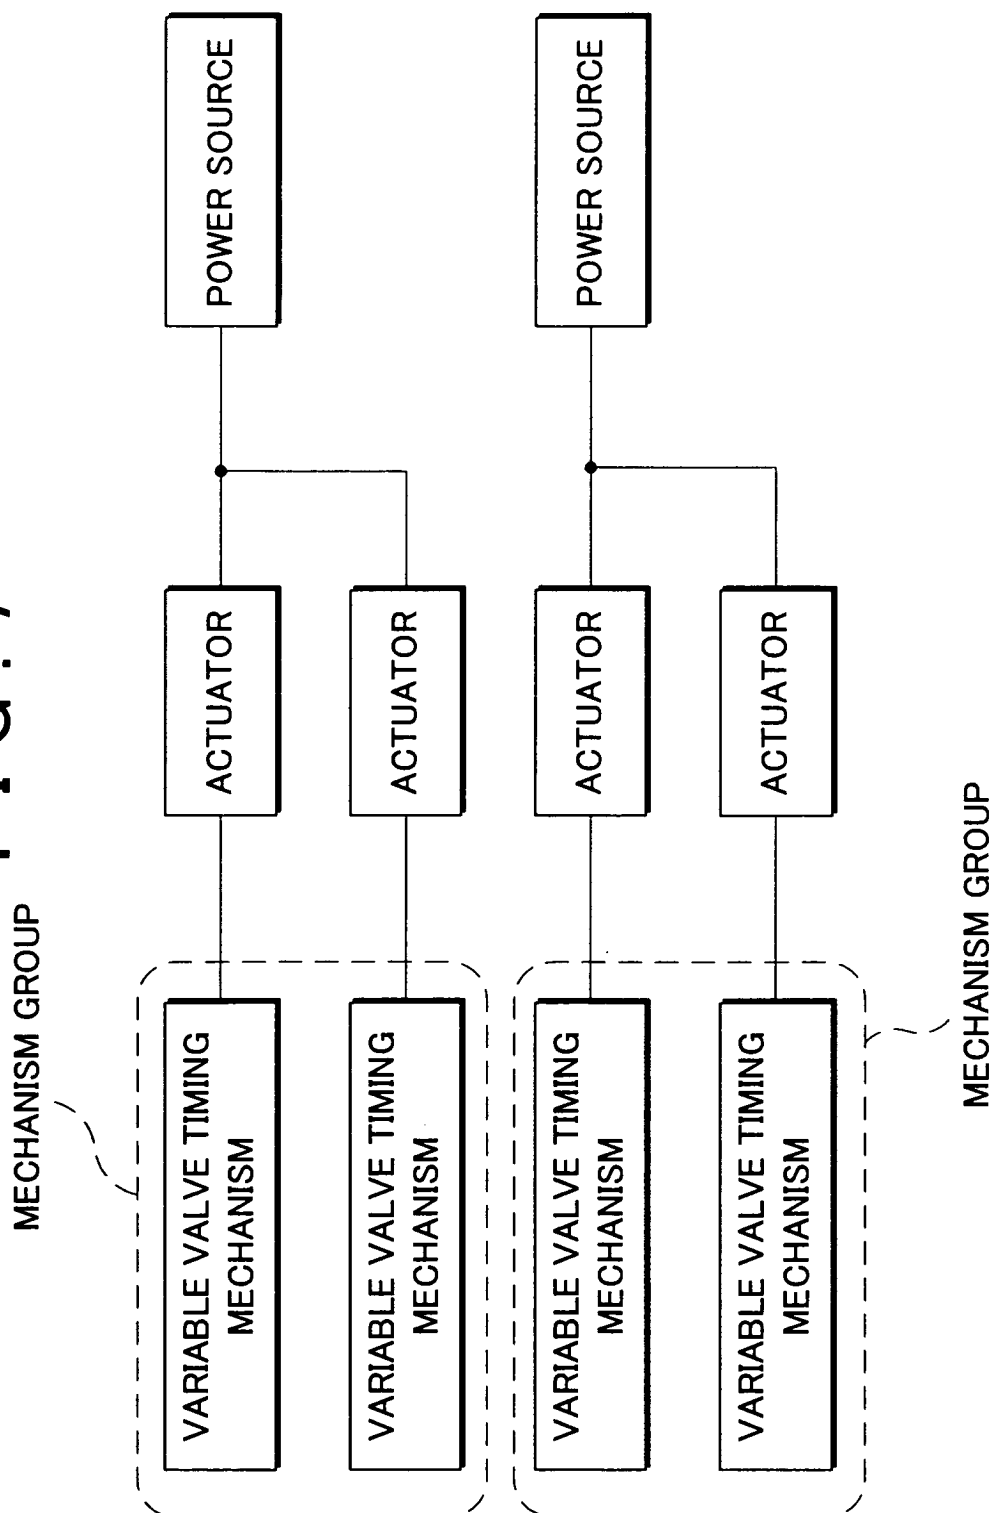 MECHANISM GROUP
VARIABLE VALVE TIMING
MECHANISM
ACTUATOR
POWER SOURCE
VARIABLE VALVE TIMING
MECHANISM
ACTUATOR
VARIABLE VALVE TIMING
MECHANISM
ACTUATOR
POWER SOURCE
VARIABLE VALVE TIMING
MECHANISM
ACTUATOR
MECHANISM GROUP